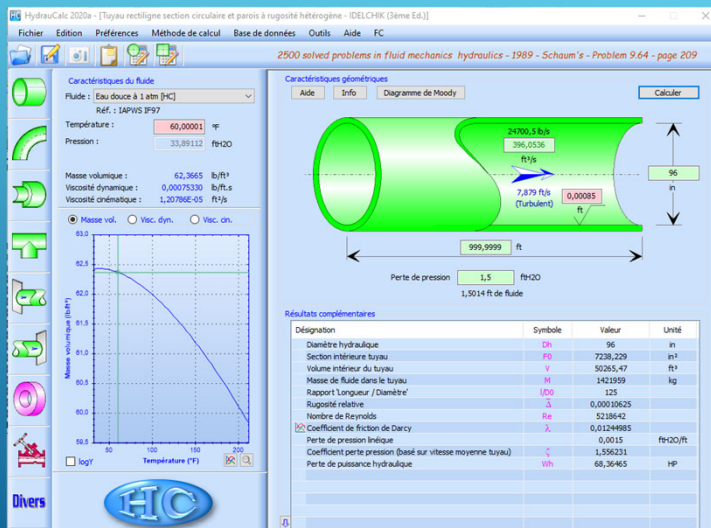 HydrauCalc 2020a - [Tuyau rectiligne section circulaire et parois à rugosité hétérogène - IDELCHIK (3ème Ed.)]
Fichier Edition Préférences Méthode de calcul Base de données Outils Aide FC
2500 solved problems in fluid mechanics hydraulics - 1989 - Schaum's - Problem 9.64 - page 209
Caractéristiques du fluide
Fluide : Eau douce à 1 atm [HC]
Réf. : IAPWS IF97
Température : 60,00001 °F
Pression : 33,89112 ftH2O
Masse volumique : 62,3665 lb/ft³
Viscosité dynamique : 0,00075330 lb/ft.s
Viscosité cinématique : 1,20786E-05 ft²/s
Masse vol. Visc. dyn. Visc. cin.
63,0
62,5
62,0
61,5
61,0
60,5
60,0
59,5
Masse volumique (lb/ft³)
50 100 150 200
logY Température (°F)
Divers
HC
Caractéristiques géométriques
Aide Info Diagramme de Moody Calculer
24700,5 lb/s
396,0536
ft³/s
7,879 ft/s
(Turbulent)
0,00085
ft
96
in
999,9999 ft
Perte de pression 1,5 ftH2O
1,5014 ft de fluide
Résultats complémentaires
Désignation Symbole Valeur Unité
Diamètre hydraulique Dh 96 in
Section intérieure tuyau F0 7238,229 in²
Volume intérieur du tuyau V 50265,47 ft³
Masse de fluide dans le tuyau M 1421959 kg
Rapport 'Longueur / Diamètre' l/D0 125
Rugosité relative Δ̅ 0,00010625
Nombre de Reynolds Re 5218642
Coefficient de friction de Darcy λ 0,01244985
Perte de pression linéique 0,0015 ftH2O/ft
Coefficient perte pression (basé sur vitesse moyenne tuyau) ζ 1,556231
Perte de puissance hydraulique Wh 68,36465 HP